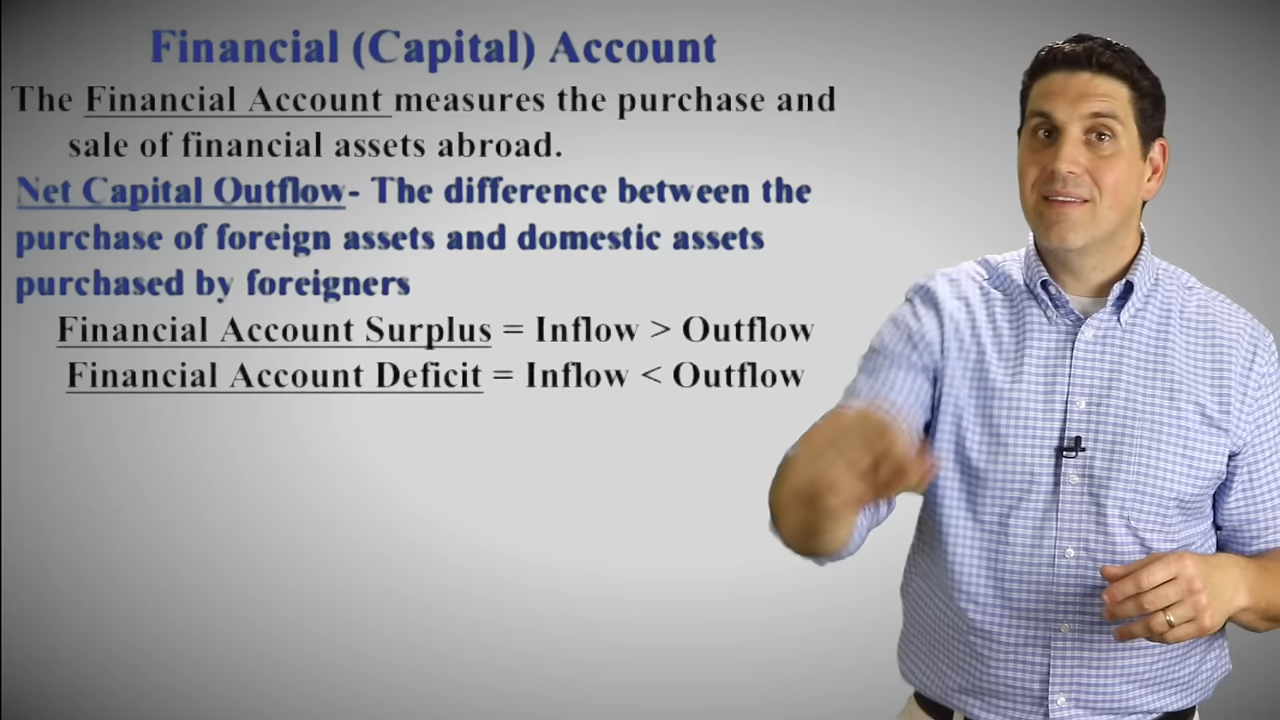 Financial (Capital) Account
The Financial Account measures the purchase and
sale of financial assets abroad.
Net Capital Outflow- The difference between the
purchase of foreign assets and domestic assets
purchased by foreigners
Financial Account Surplus = Inflow > Outflow
Financial Account Deficit = Inflow < Outflow